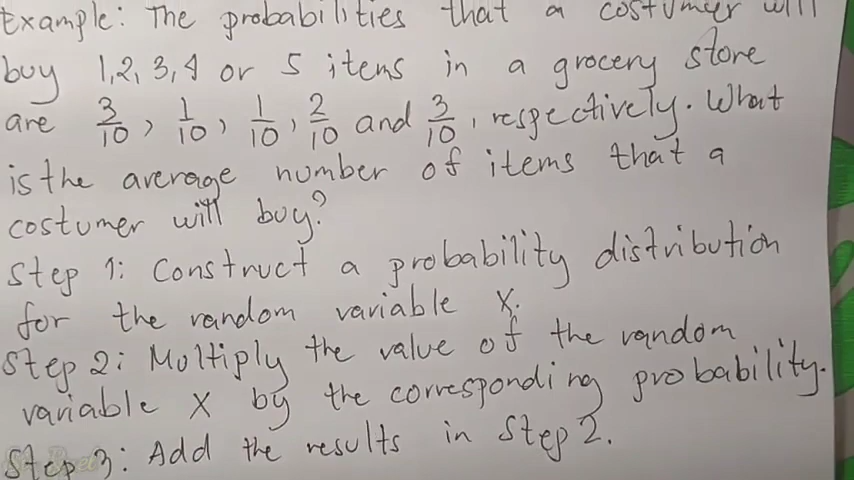 Example: The probabilities that a costumer will
buy 1,2,3,4 or 5 items in a grocery store
are 3/10, 1/10, 1/10, 2/10 and 3/10, respectively. What
is the average number of items that a
costumer will buy?
Step 1: Construct a probability distribution
for the random variable X.
Step 2: Multiply the value of the random
variable X by the corresponding probability.
Step 3: Add the results in Step 2.